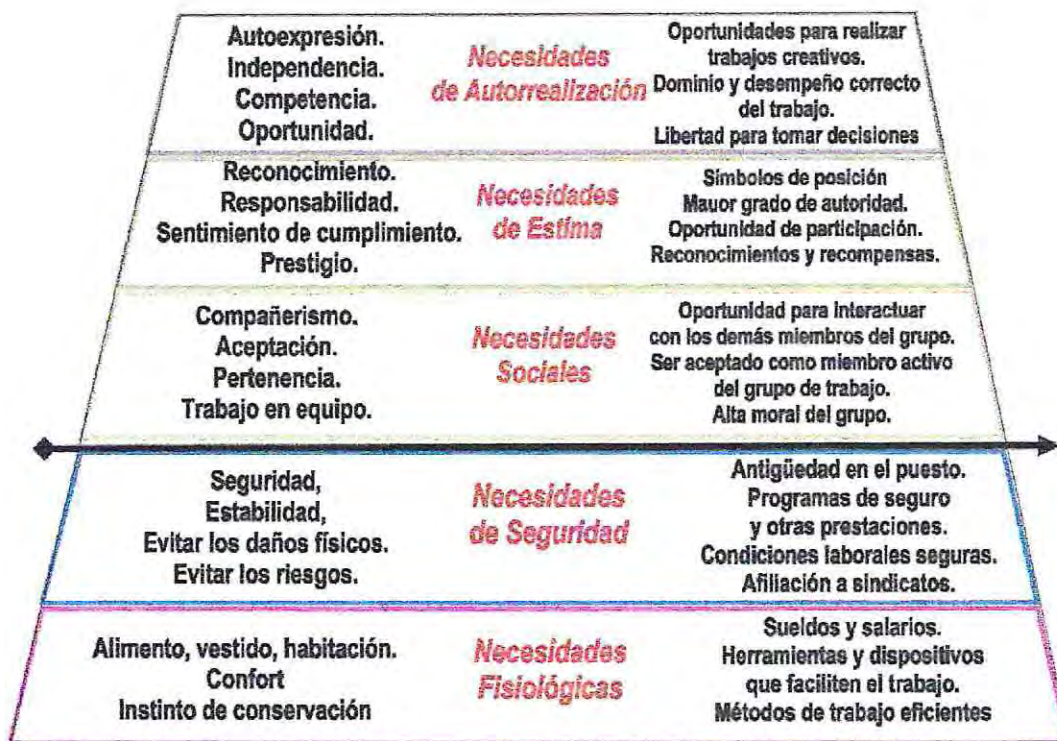 Autoexpresión.
Independencia.
Competencia.
Oportunidad.
Necesidades
de Autorrealización
Oportunidades para realizar
trabajos creativos.
Dominio y desempeño correcto
del trabajo.
Libertad para tomar decisiones
Reconocimiento.
Responsabilidad.
Sentimiento de cumplimiento.
Prestigio.
Necesidades
de Estima
Símbolos de posición
Mauor grado de autoridad.
Oportunidad de participación.
Reconocimientos y recompensas.
Compañerismo.
Aceptación.
Pertenencia.
Trabajo en equipo.
Necesidades
Sociales
Oportunidad para interactuar
con los demás miembros del grupo.
Ser aceptado como miembro activo
del grupo de trabajo.
Alta moral del grupo.
Seguridad,
Estabilidad,
Evitar los daños físicos.
Evitar los riesgos.
Necesidades
de Seguridad
Antigüedad en el puesto.
Programas de seguro
y otras prestaciones.
Condiciones laborales seguras.
Afiliación a sindicatos.
Alimento, vestido, habitación.
Confort
Instinto de conservación
Necesidades
Fisiológicas
Sueldos y salarios.
Herramientas y dispositivos
que faciliten el trabajo.
Métodos de trabajo eficientes